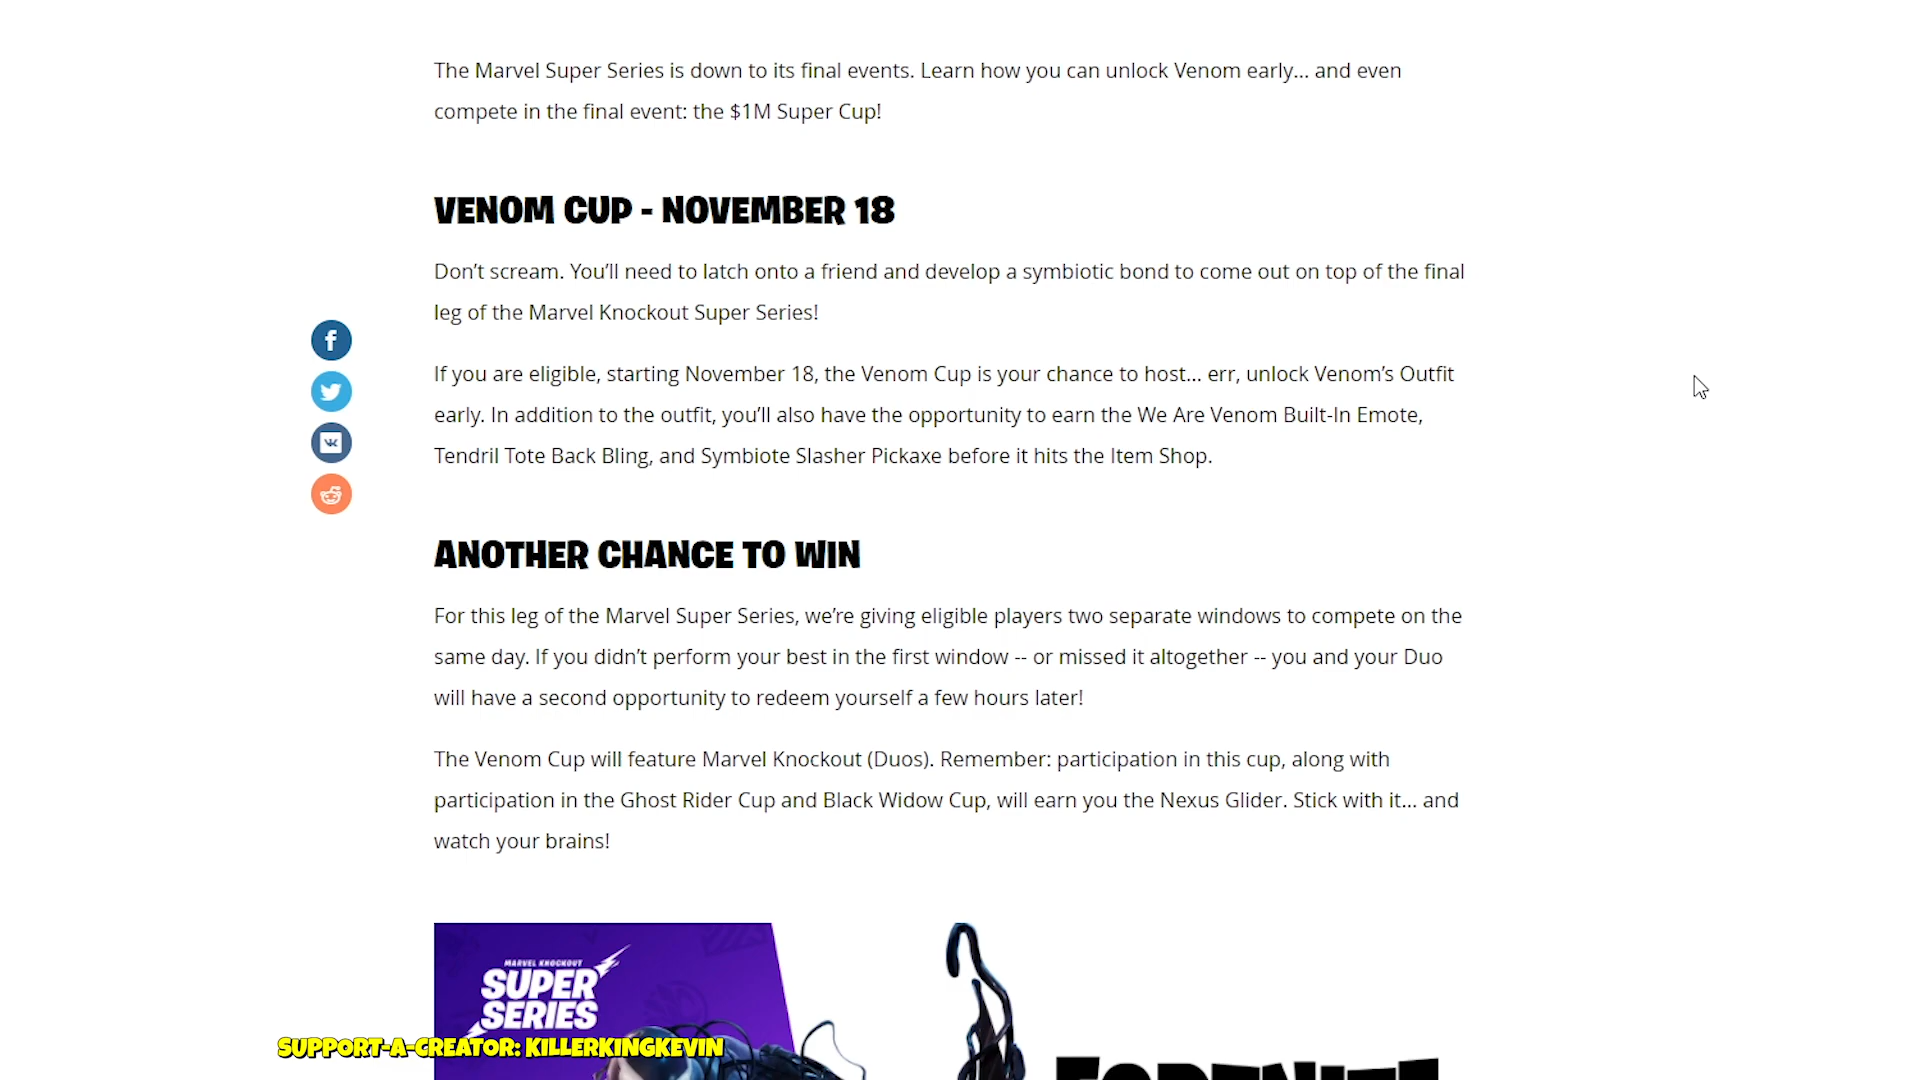 The Marvel Super Series is down to its final events. Learn how you can unlock Venom early... and even
compete in the final event: the $1M Super Cup!
VENOM CUP - NOVEMBER 18
Don’t scream. You’ll need to latch onto a friend and develop a symbiotic bond to come out on top of the final
leg of the Marvel Knockout Super Series!
If you are eligible, starting November 18, the Venom Cup is your chance to host... err, unlock Venom’s Outfit
early. In addition to the outfit, you’ll also have the opportunity to earn the We Are Venom Built-In Emote,
Tendril Tote Back Bling, and Symbiote Slasher Pickaxe before it hits the Item Shop.
ANOTHER CHANCE TO WIN
For this leg of the Marvel Super Series, we’re giving eligible players two separate windows to compete on the
same day. If you didn’t perform your best in the first window -- or missed it altogether -- you and your Duo
will have a second opportunity to redeem yourself a few hours later!
The Venom Cup will feature Marvel Knockout (Duos). Remember: participation in this cup, along with
participation in the Ghost Rider Cup and Black Widow Cup, will earn you the Nexus Glider. Stick with it... and
watch your brains!
MARVEL KNOCKOUT
SUPER
SERIES
SUPPORT-A-CREATOR: KILLERKINGKEVIN
FORTNITE